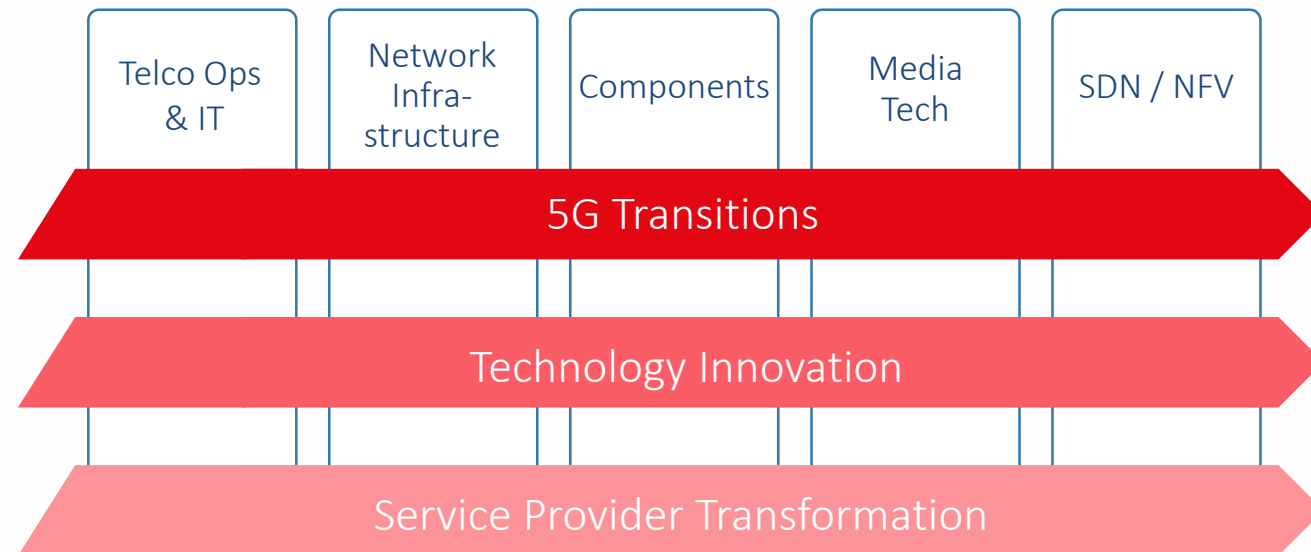 Telco Ops
& IT
Network
Infra-
structure
Components
Media
Tech
SDN / NFV
5G Transitions
Technology Innovation
Service Provider Transformation